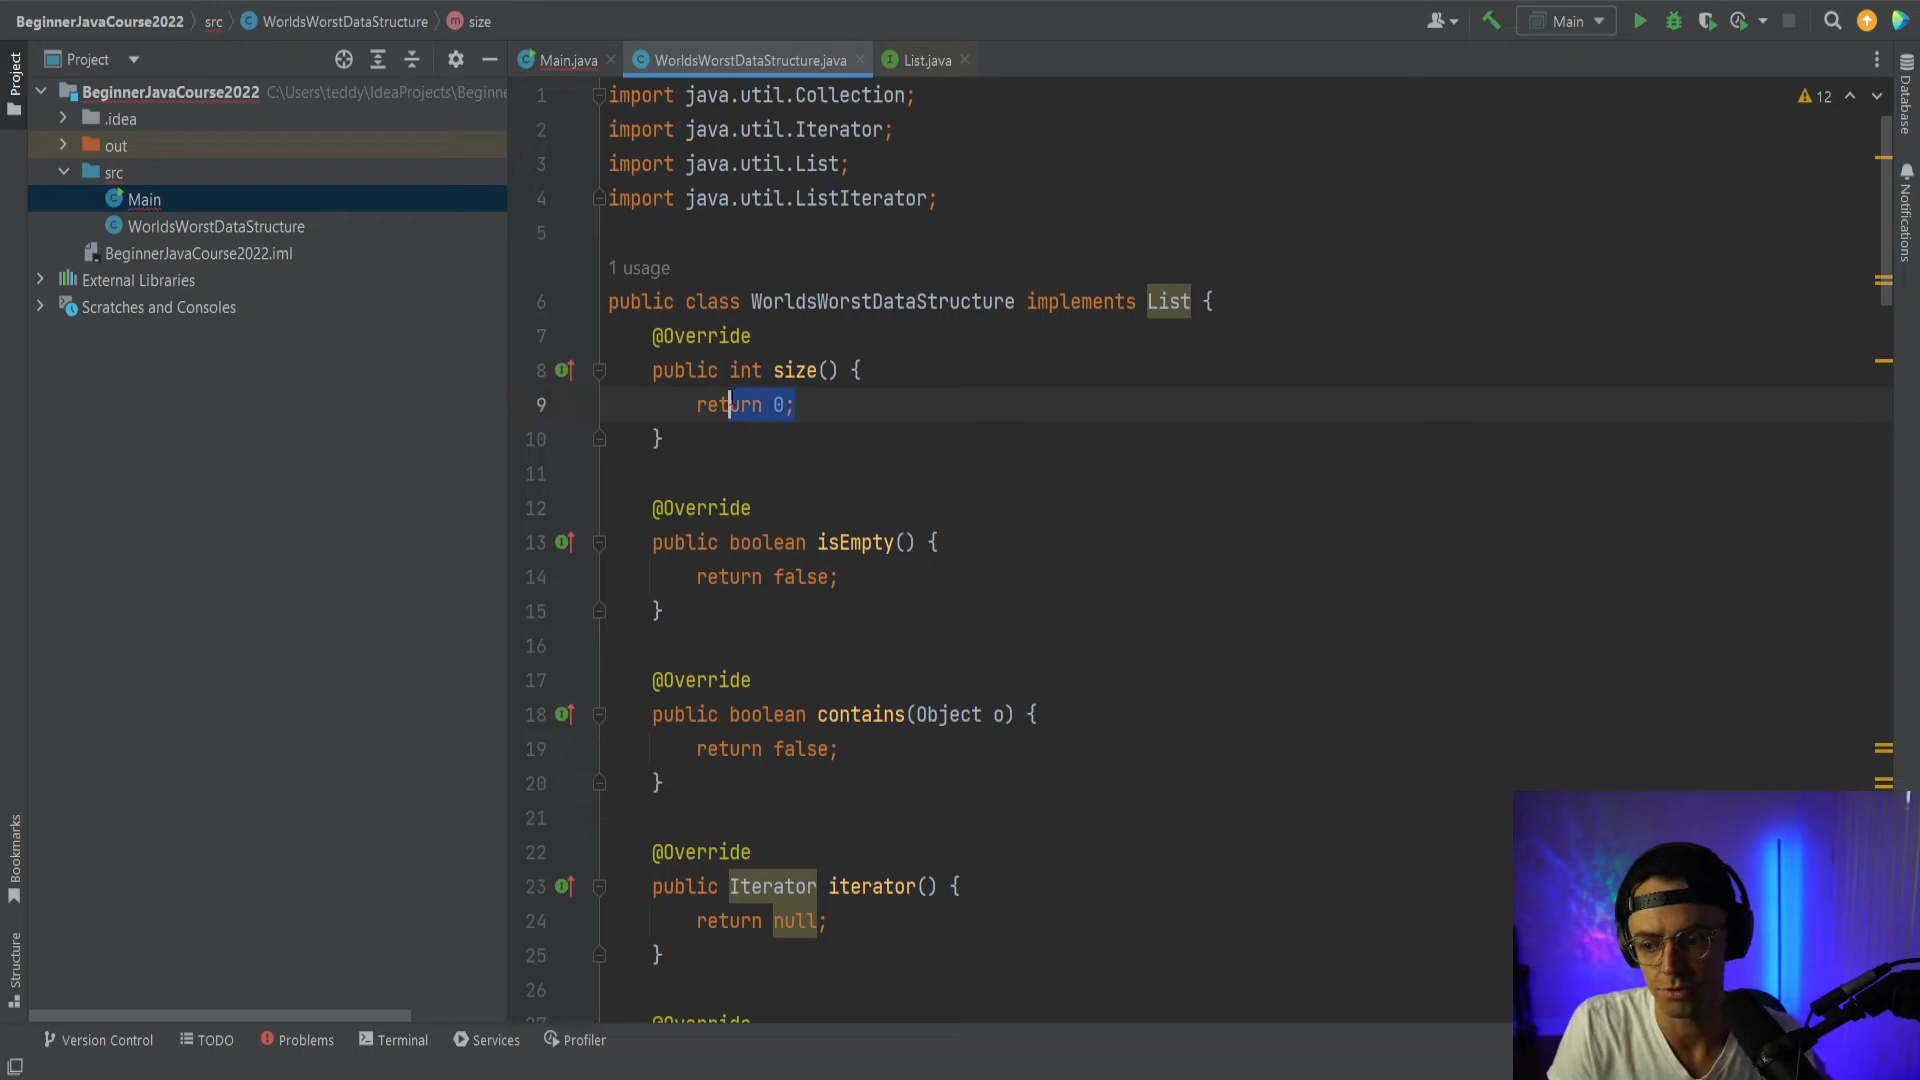 BeginnerJavaCourse2022 src WorldsWorstDataStructure size
Main
Project
Main.java WorldsWorstDataStructure.java List.java
Project
BeginnerJavaCourse2022 C:\Users\teddy\IdeaProjects\Beginne
.idea
out
src
Main
WorldsWorstDataStructure
BeginnerJavaCourse2022.iml
External Libraries
Scratches and Consoles
1 import java.util.Collection;
2 import java.util.Iterator;
3 import java.util.List;
4 import java.util.ListIterator;
5
1 usage
6 public class WorldsWorstDataStructure implements List {
7 @Override
8 public int size() {
9 return 0;
10 }
11
12 @Override
13 public boolean isEmpty() {
14 return false;
15 }
16
17 @Override
18 public boolean contains(Object o) {
19 return false;
20 }
21
22 @Override
23 public Iterator iterator() {
24 return null;
25 }
26
27 @Override
12
Database
Notifications
Bookmarks
Structure
Version Control TODO Problems Terminal Services Profiler